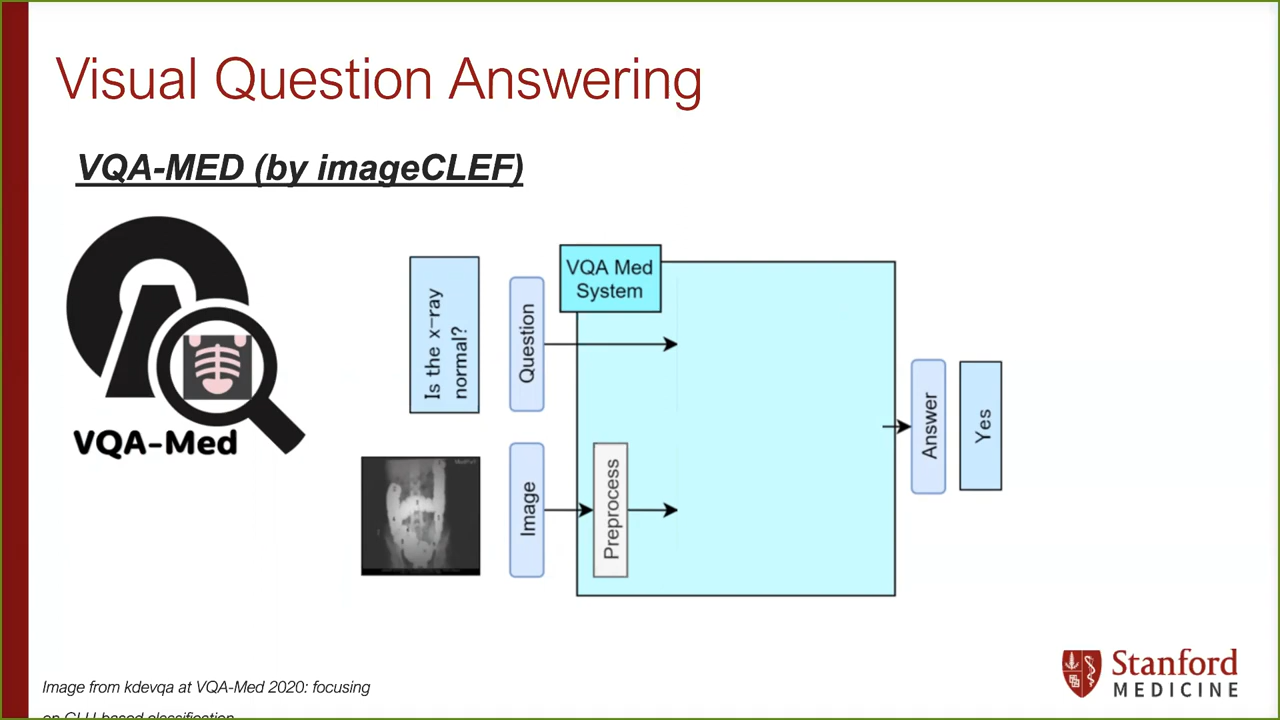 Visual Question Answering
VQA-MED (by imageCLEF)
VQA Med
System
Is the x-ray
normal?
Question
Answer
Yes
VQA-Med
Image
Preprocess
Stanford
MEDICINE
Image from kdevqa at VQA-Med 2020: focusing
on GLU-based classification